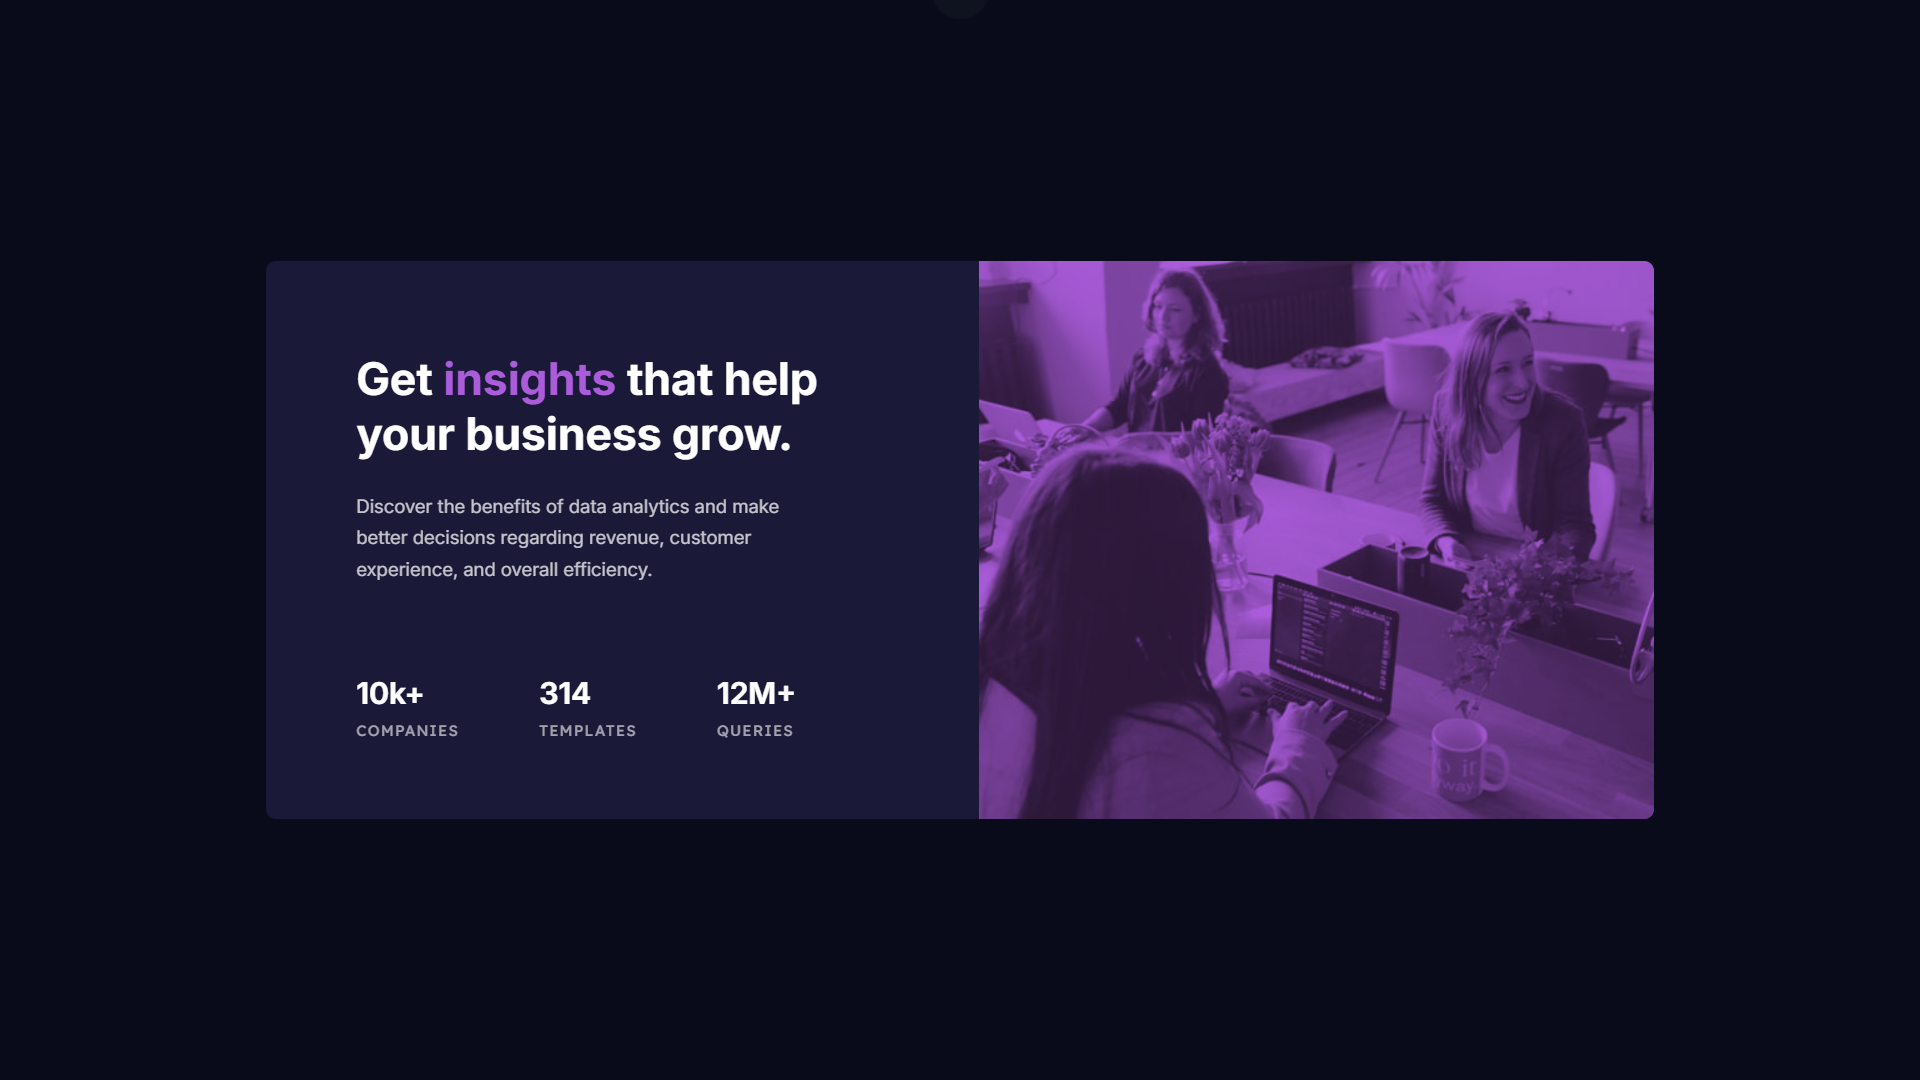 Get insights that help
your business grow.
Discover the benefits of data analytics and make
better decisions regarding revenue, customer
experience, and overall efficiency.
10k+ 314 12M+
COMPANIES TEMPLATES QUERIES